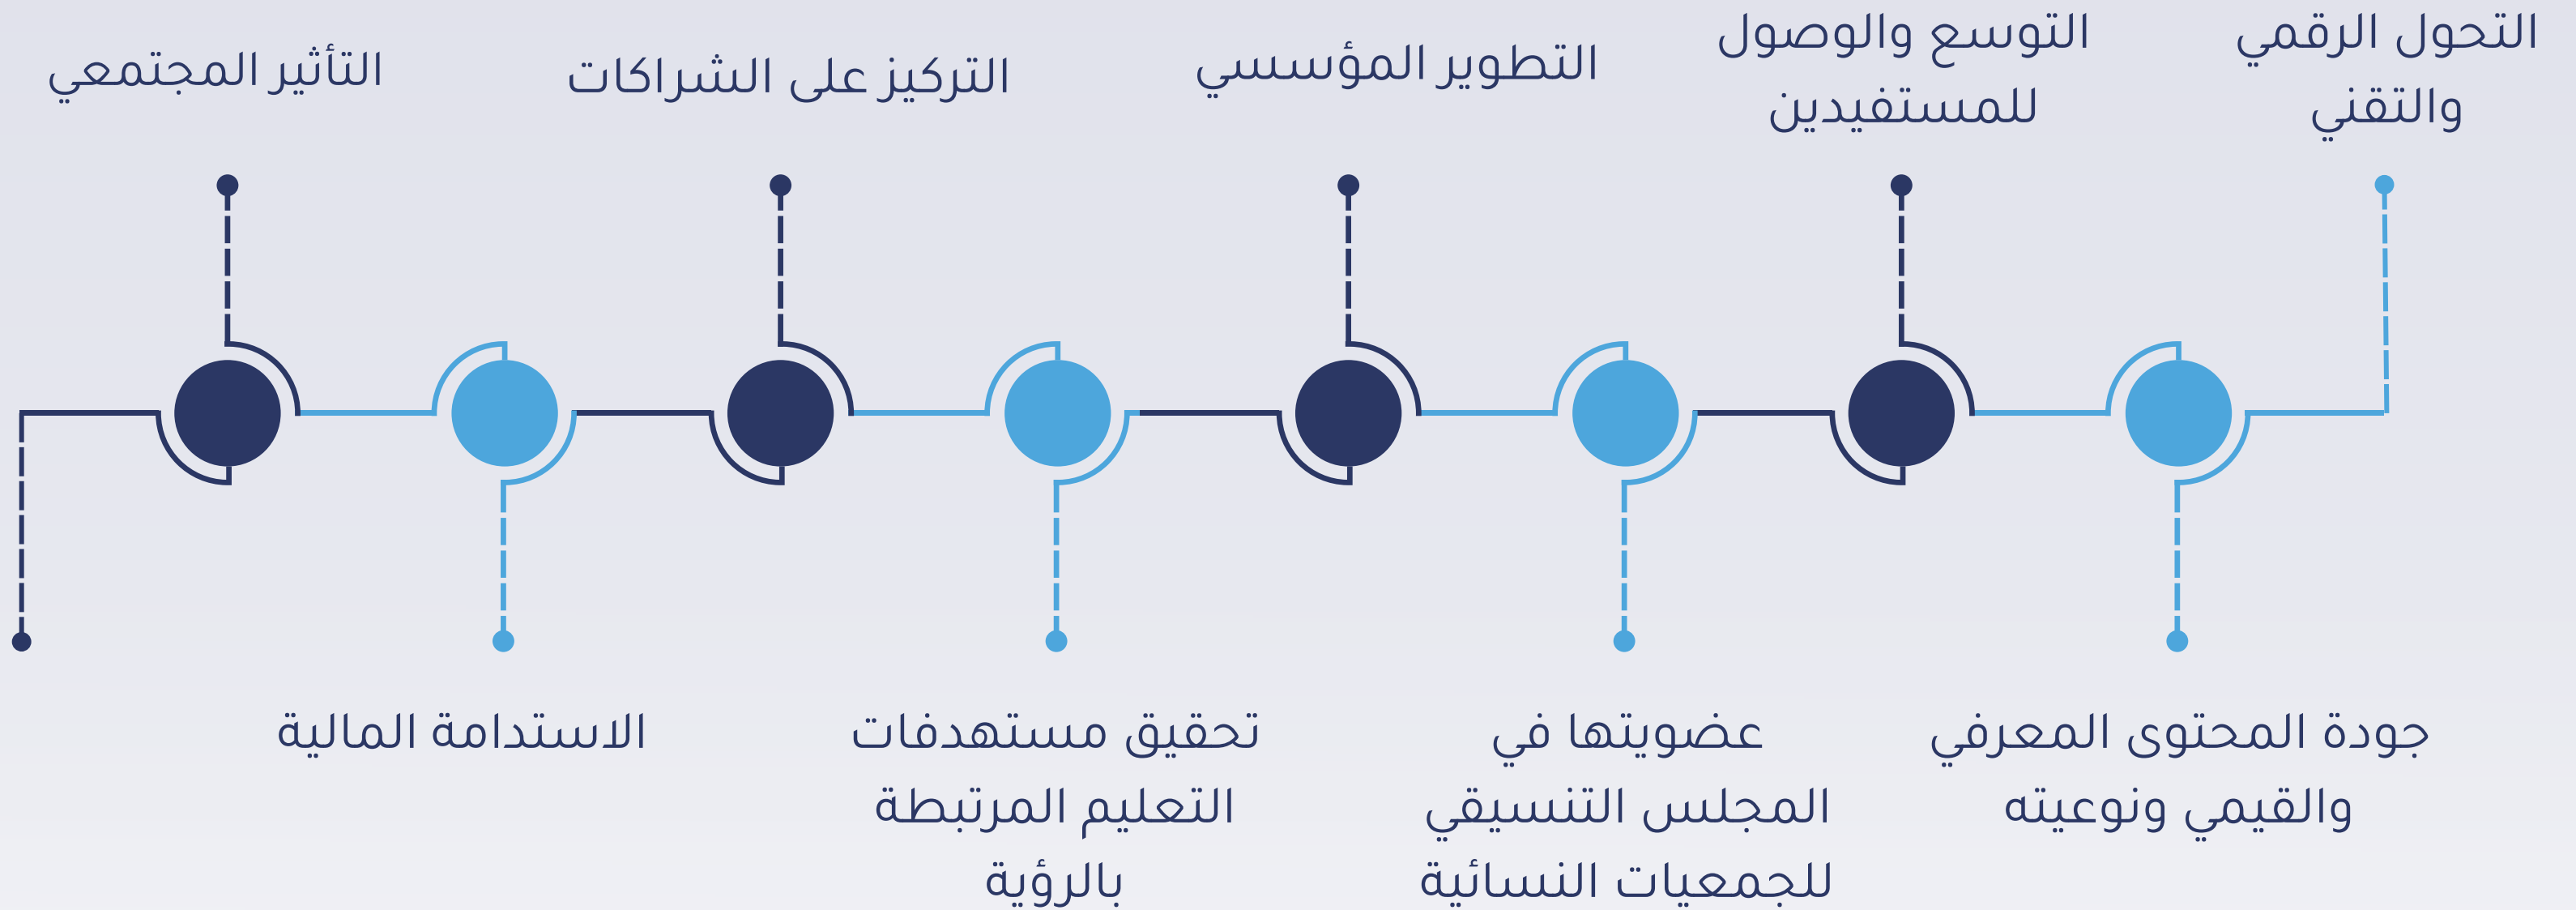 التحول الرقمي
والتقني
التوسع والوصول
للمستفيدين
التطوير المؤسسي
التركيز على الشراكات
التأثير المجتمعي
جودة المحتوى المعرفي
والقيمي ونوعيته
عضويتها في
المجلس التنسيقي
للجمعيات النسائية
تحقيق مستهدفات
التعليم المرتبطة
بالرؤية
الاستدامة المالية